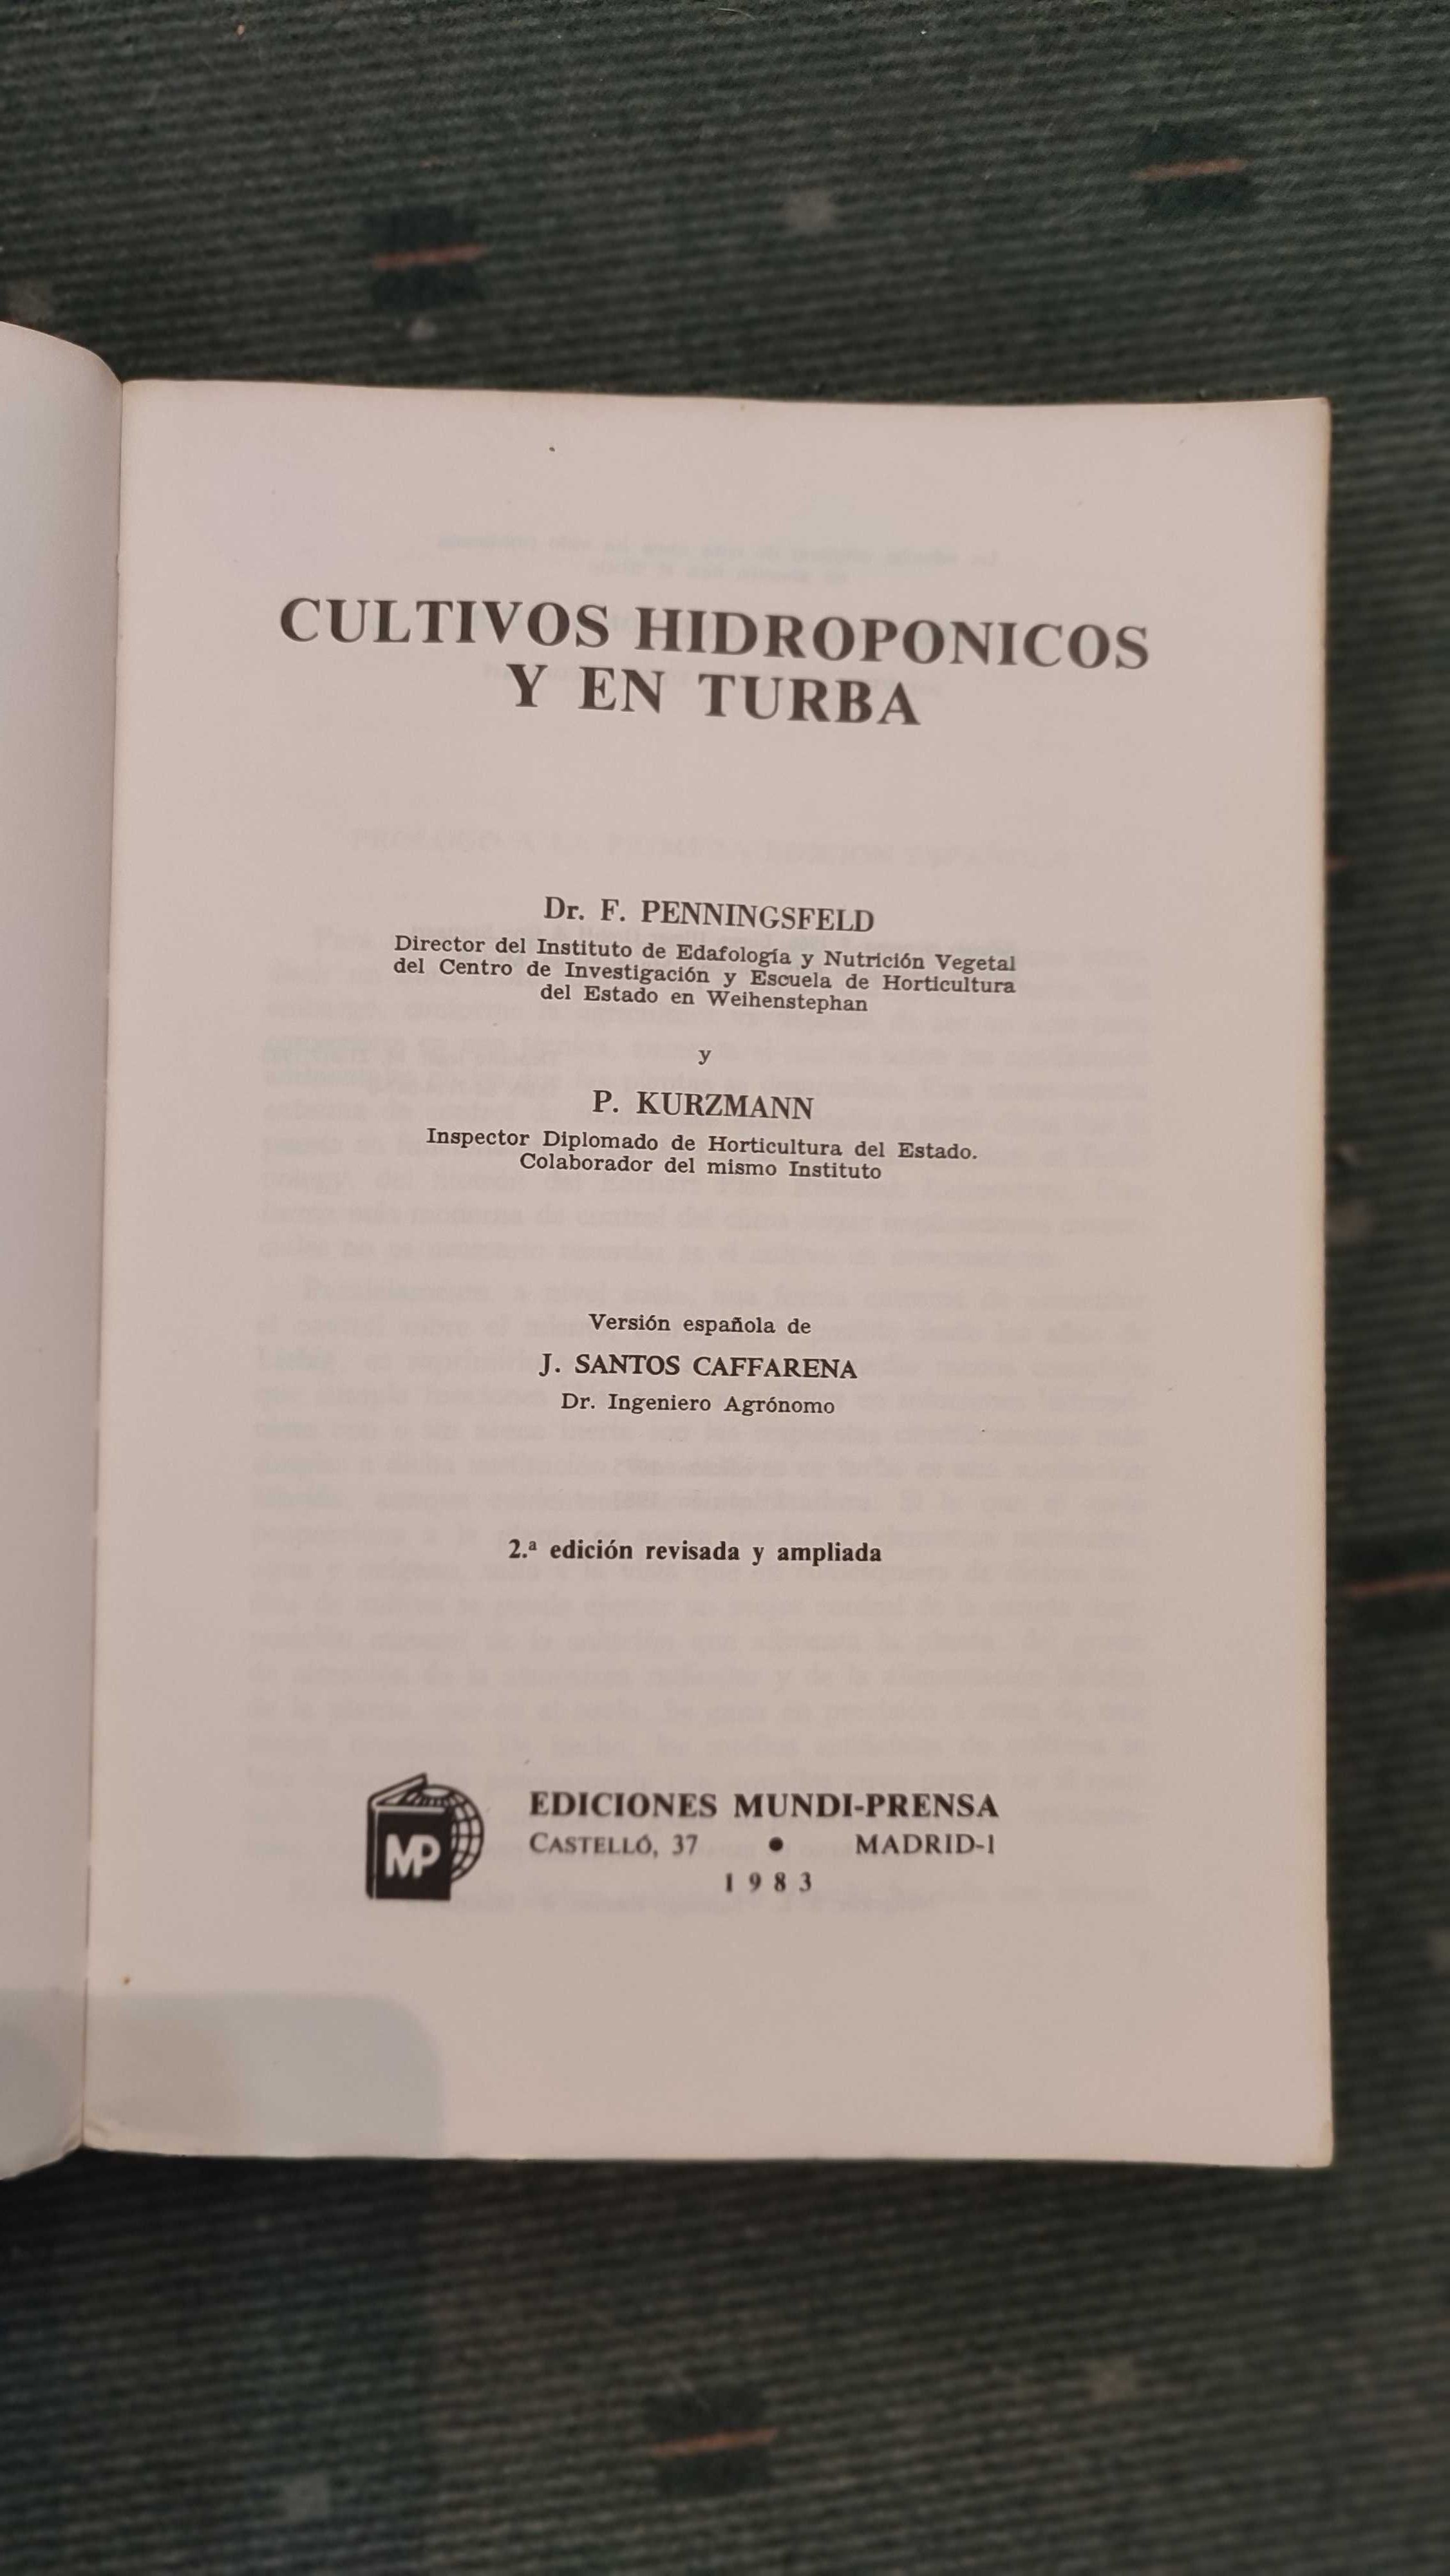 CULTIVOS HIDROPONICOS
Y EN TURBA
Dr. F. PENNINGSFELD
Director del Instituto de Edafología y Nutrición Vegetal
del Centro de Investigación y Escuela de Horticultura
del Estado en Weihenstephan
y
P. KURZMANN
Inspector Diplomado de Horticultura del Estado.
Colaborador del mismo Instituto
Versión española de
J. SANTOS CAFFARENA
Dr. Ingeniero Agrónomo
2.ª edición revisada y ampliada
MP
EDICIONES MUNDI-PRENSA
CASTELLÓ, 37 • MADRID-1
1983